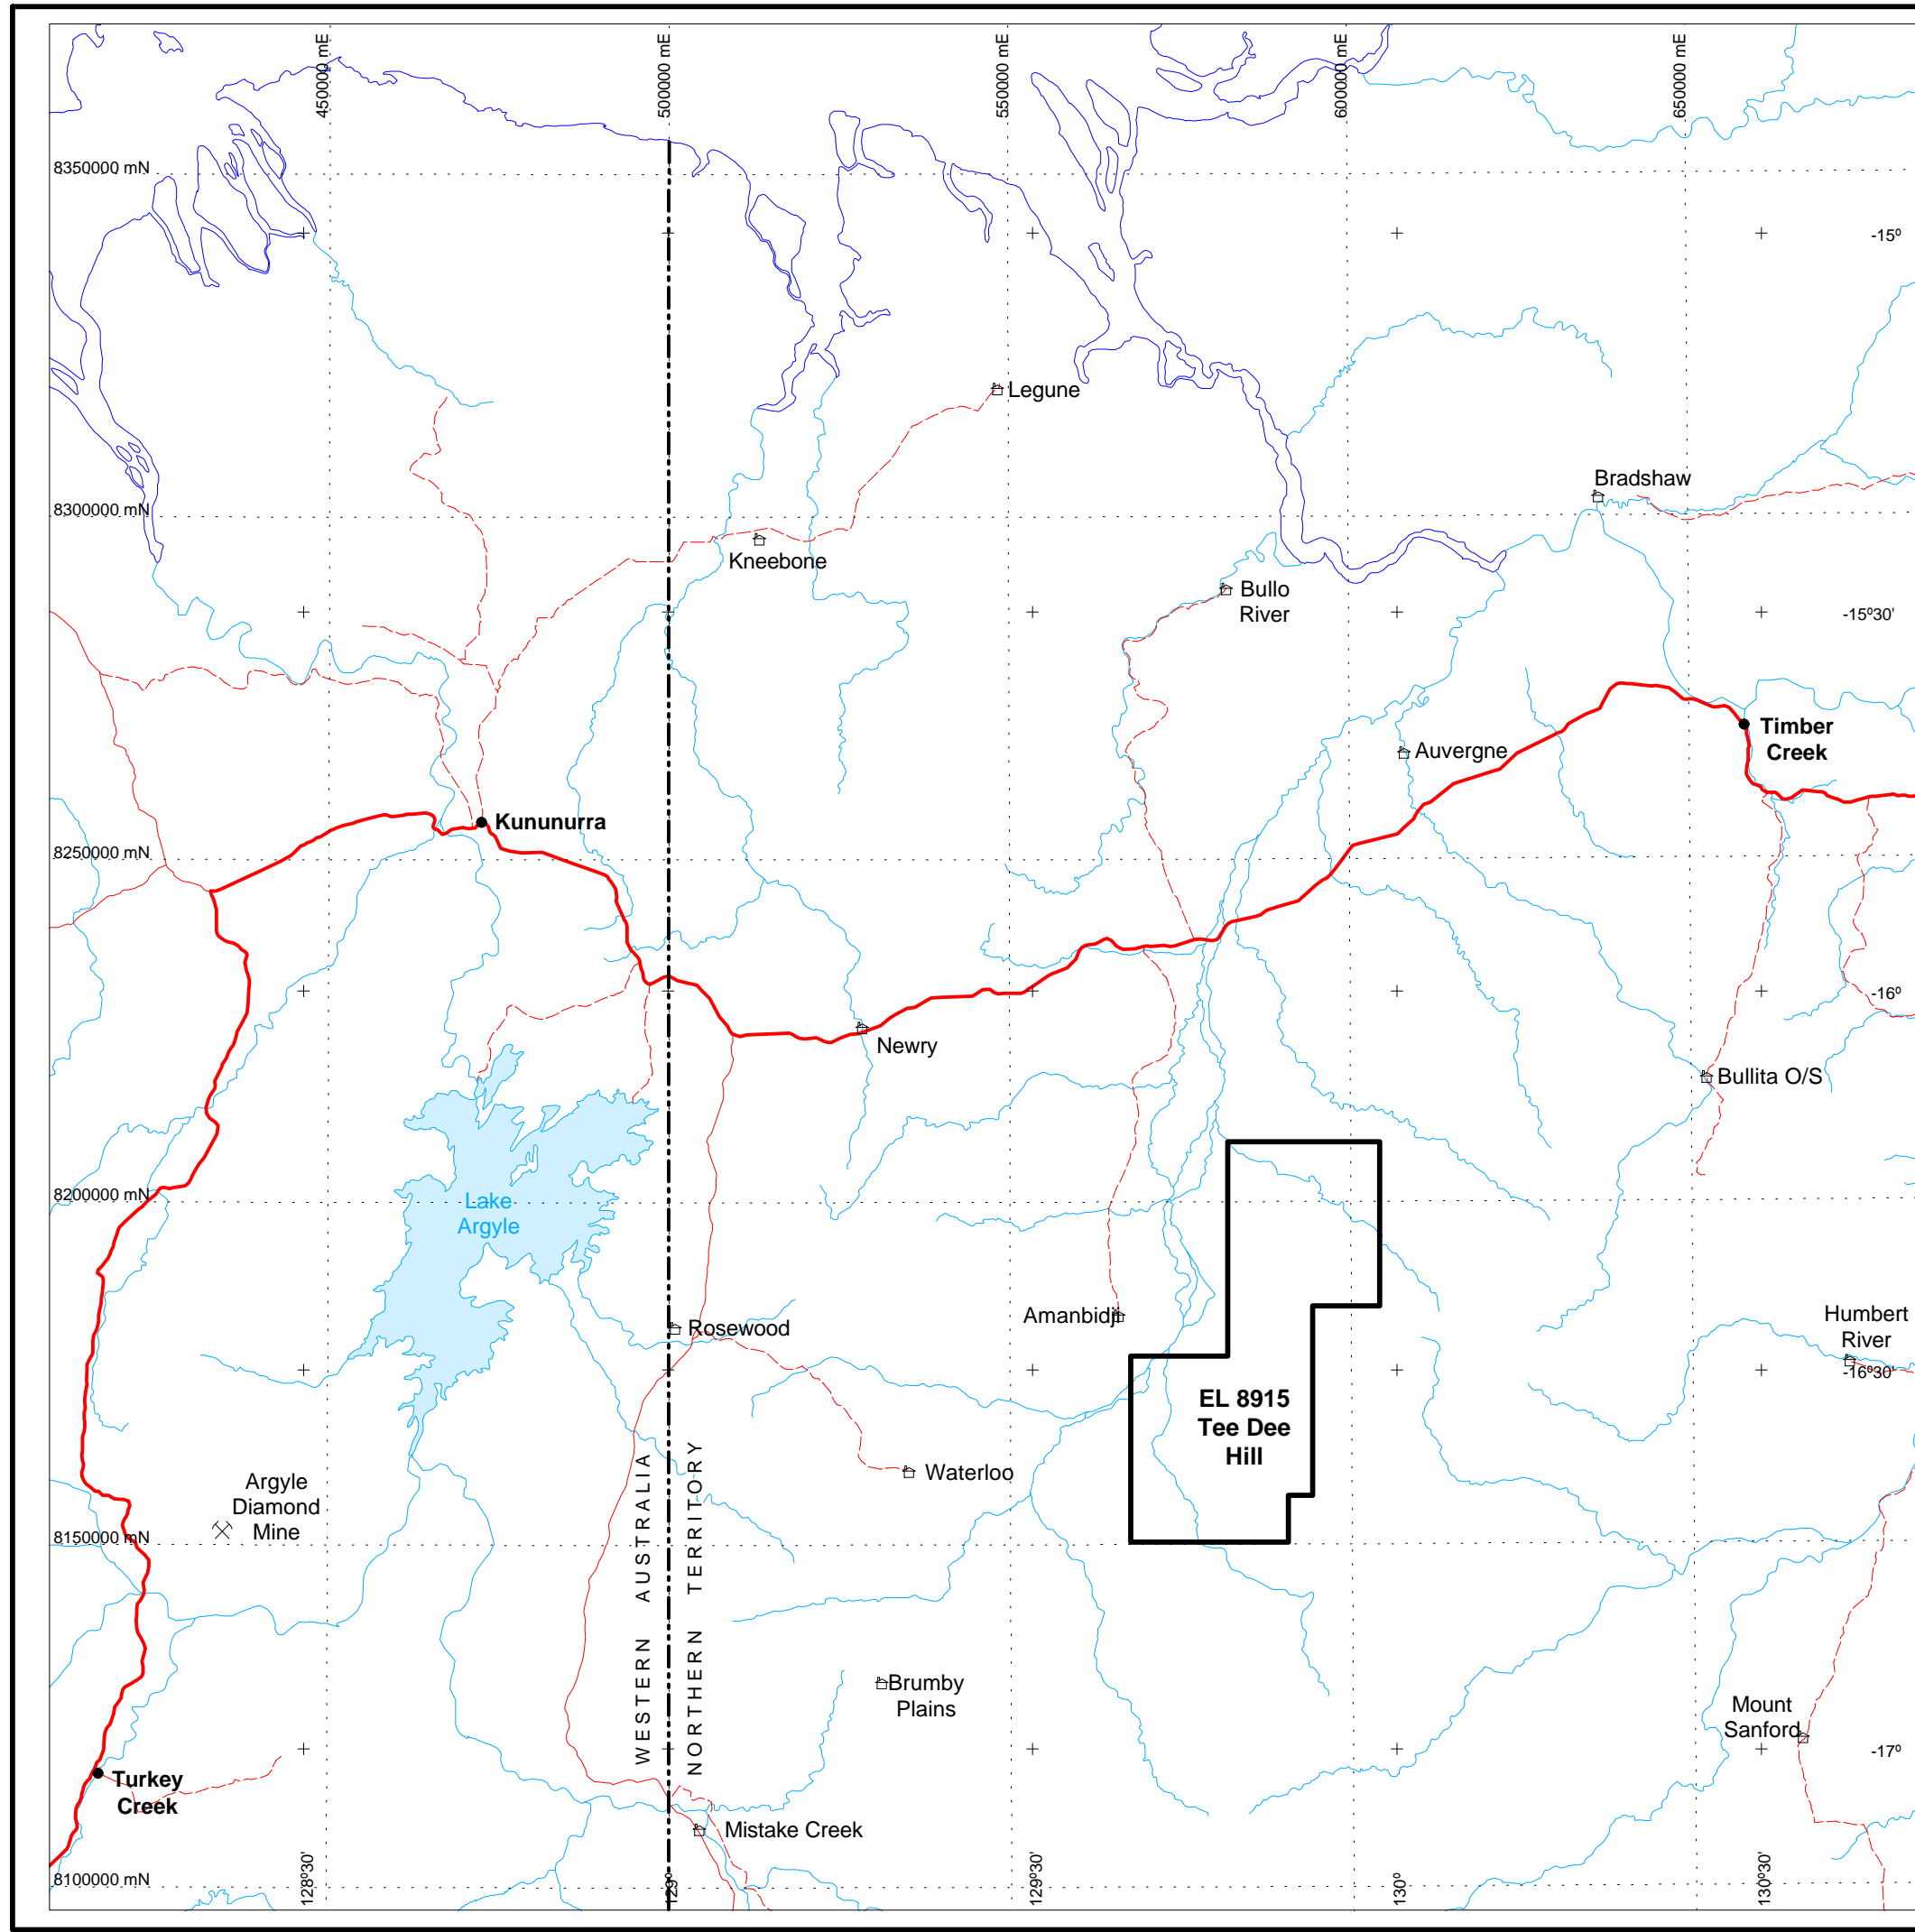 450000 mE
500000 mE
550000 mE
600000 mE
650000 mE
8350000 mN
-15º
Legune
Bradshaw
8300000 mN
Kneebone
Bullo
River
-15º30'
Timber
Creek
Auvergne
Kununurra
8250000 mN
-16º
Newry
Bullita O/S
8200000 mN
Lake
Argyle
Amanbidji
Rosewood
Humbert
River
-16º30'
EL 8915
Tee Dee
Hill
Waterloo
Argyle
Diamond
Mine
8150000 mN
WESTERN AUSTRALIA
NORTHERN TERRITORY
Brumby
Plains
Mount
Sanford
-17º
Turkey
Creek
Mistake Creek
8100000 mN
128º30'
129º
129º30'
130º
130º30'